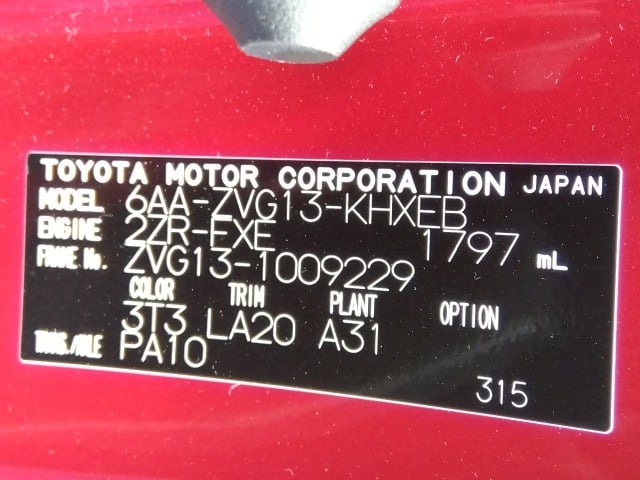 TOYOTA MOTOR CORPORATION JAPAN
MODEL 6AA-ZVG13-KHXEB
ENGINE 2ZR-FXE 1797 mL
FRAME No. ZVG13-1009229
COLOR TRIM PLANT OPTION
3T3 LA20 A31
TRANS./AXLE PA10
315